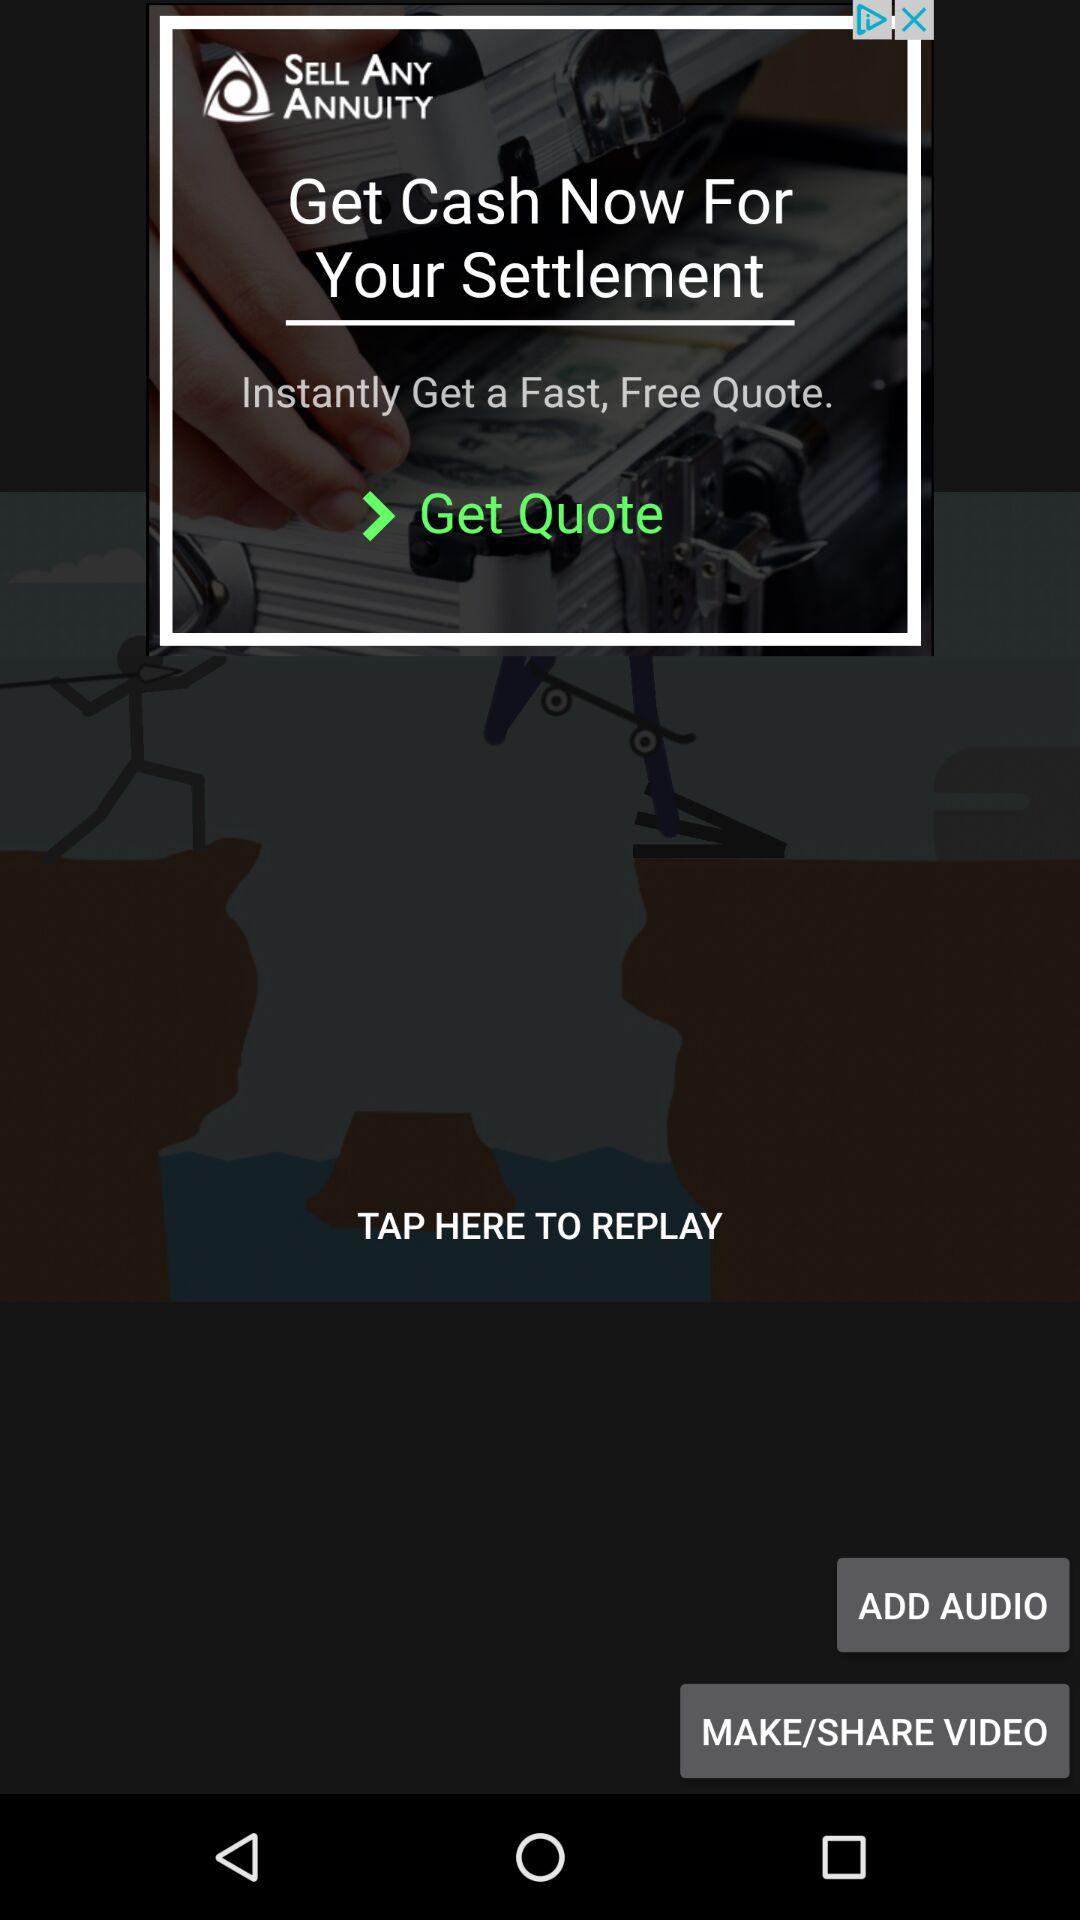 SELL ANY
ANNUITY
Get Cash Now For
Your Settlement
Instantly Get a Fast, Free Quote.
Get Quote
TAP HERE TO REPLAY
ADD AUDIO
MAKE/SHARE VIDEO